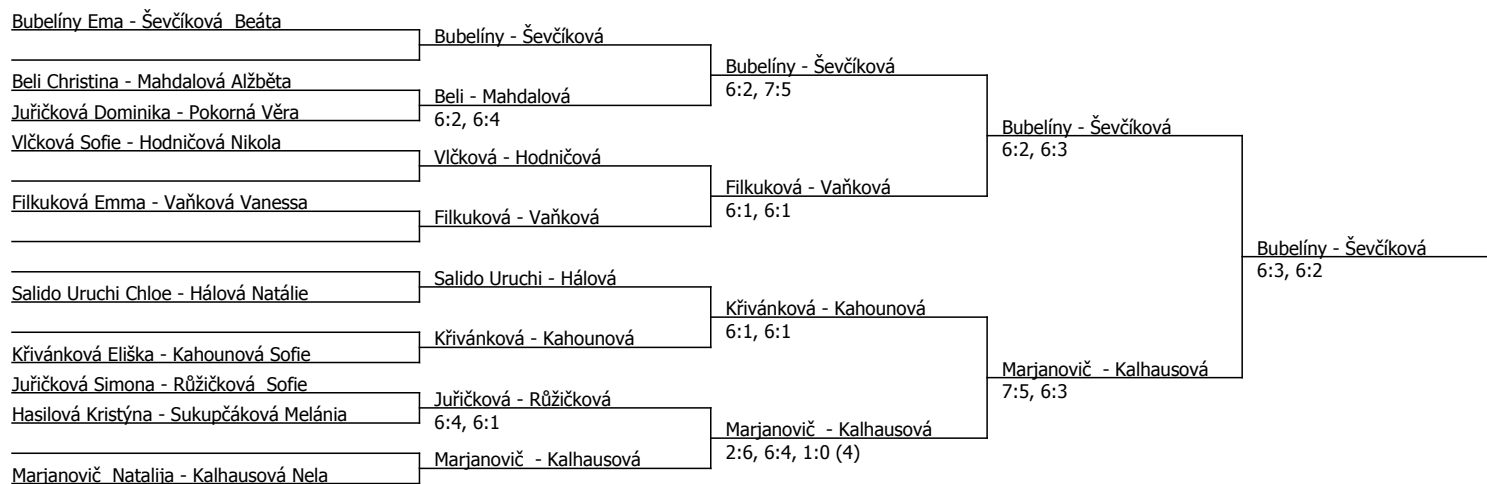 Bubelíny Ema - Ševčíková  Beáta
Bubelíny - Ševčíková
Bubelíny - Ševčíková
6:2, 7:5
Beli Christina - Mahdalová Alžběta
Beli - Mahdalová
6:2, 6:4
Juřičková Dominika - Pokorná Věra
Bubelíny - Ševčíková
6:2, 6:3
Vlčková Sofie - Hodničová Nikola
Vlčková - Hodničová
Filkuková - Vaňková
6:1, 6:1
Filkuková Emma - Vaňková Vanessa
Filkuková - Vaňková
Bubelíny - Ševčíková
6:3, 6:2
Salido Uruchi - Hálová
Salido Uruchi Chloe - Hálová Natálie
Křivánková - Kahounová
6:1, 6:1
Křivánková - Kahounová
Křivánková Eliška - Kahounová Sofie
Marjanovič  - Kalhausová
7:5, 6:3
Juřičková Simona - Růžičková  Sofie
Juřičková - Růžičková
6:4, 6:1
Hasilová Kristýna - Sukupčáková Melánia
Marjanovič  - Kalhausová
2:6, 6:4, 1:0 (4)
Marjanovič  - Kalhausová
Marjanovič  Natalija - Kalhausová Nela